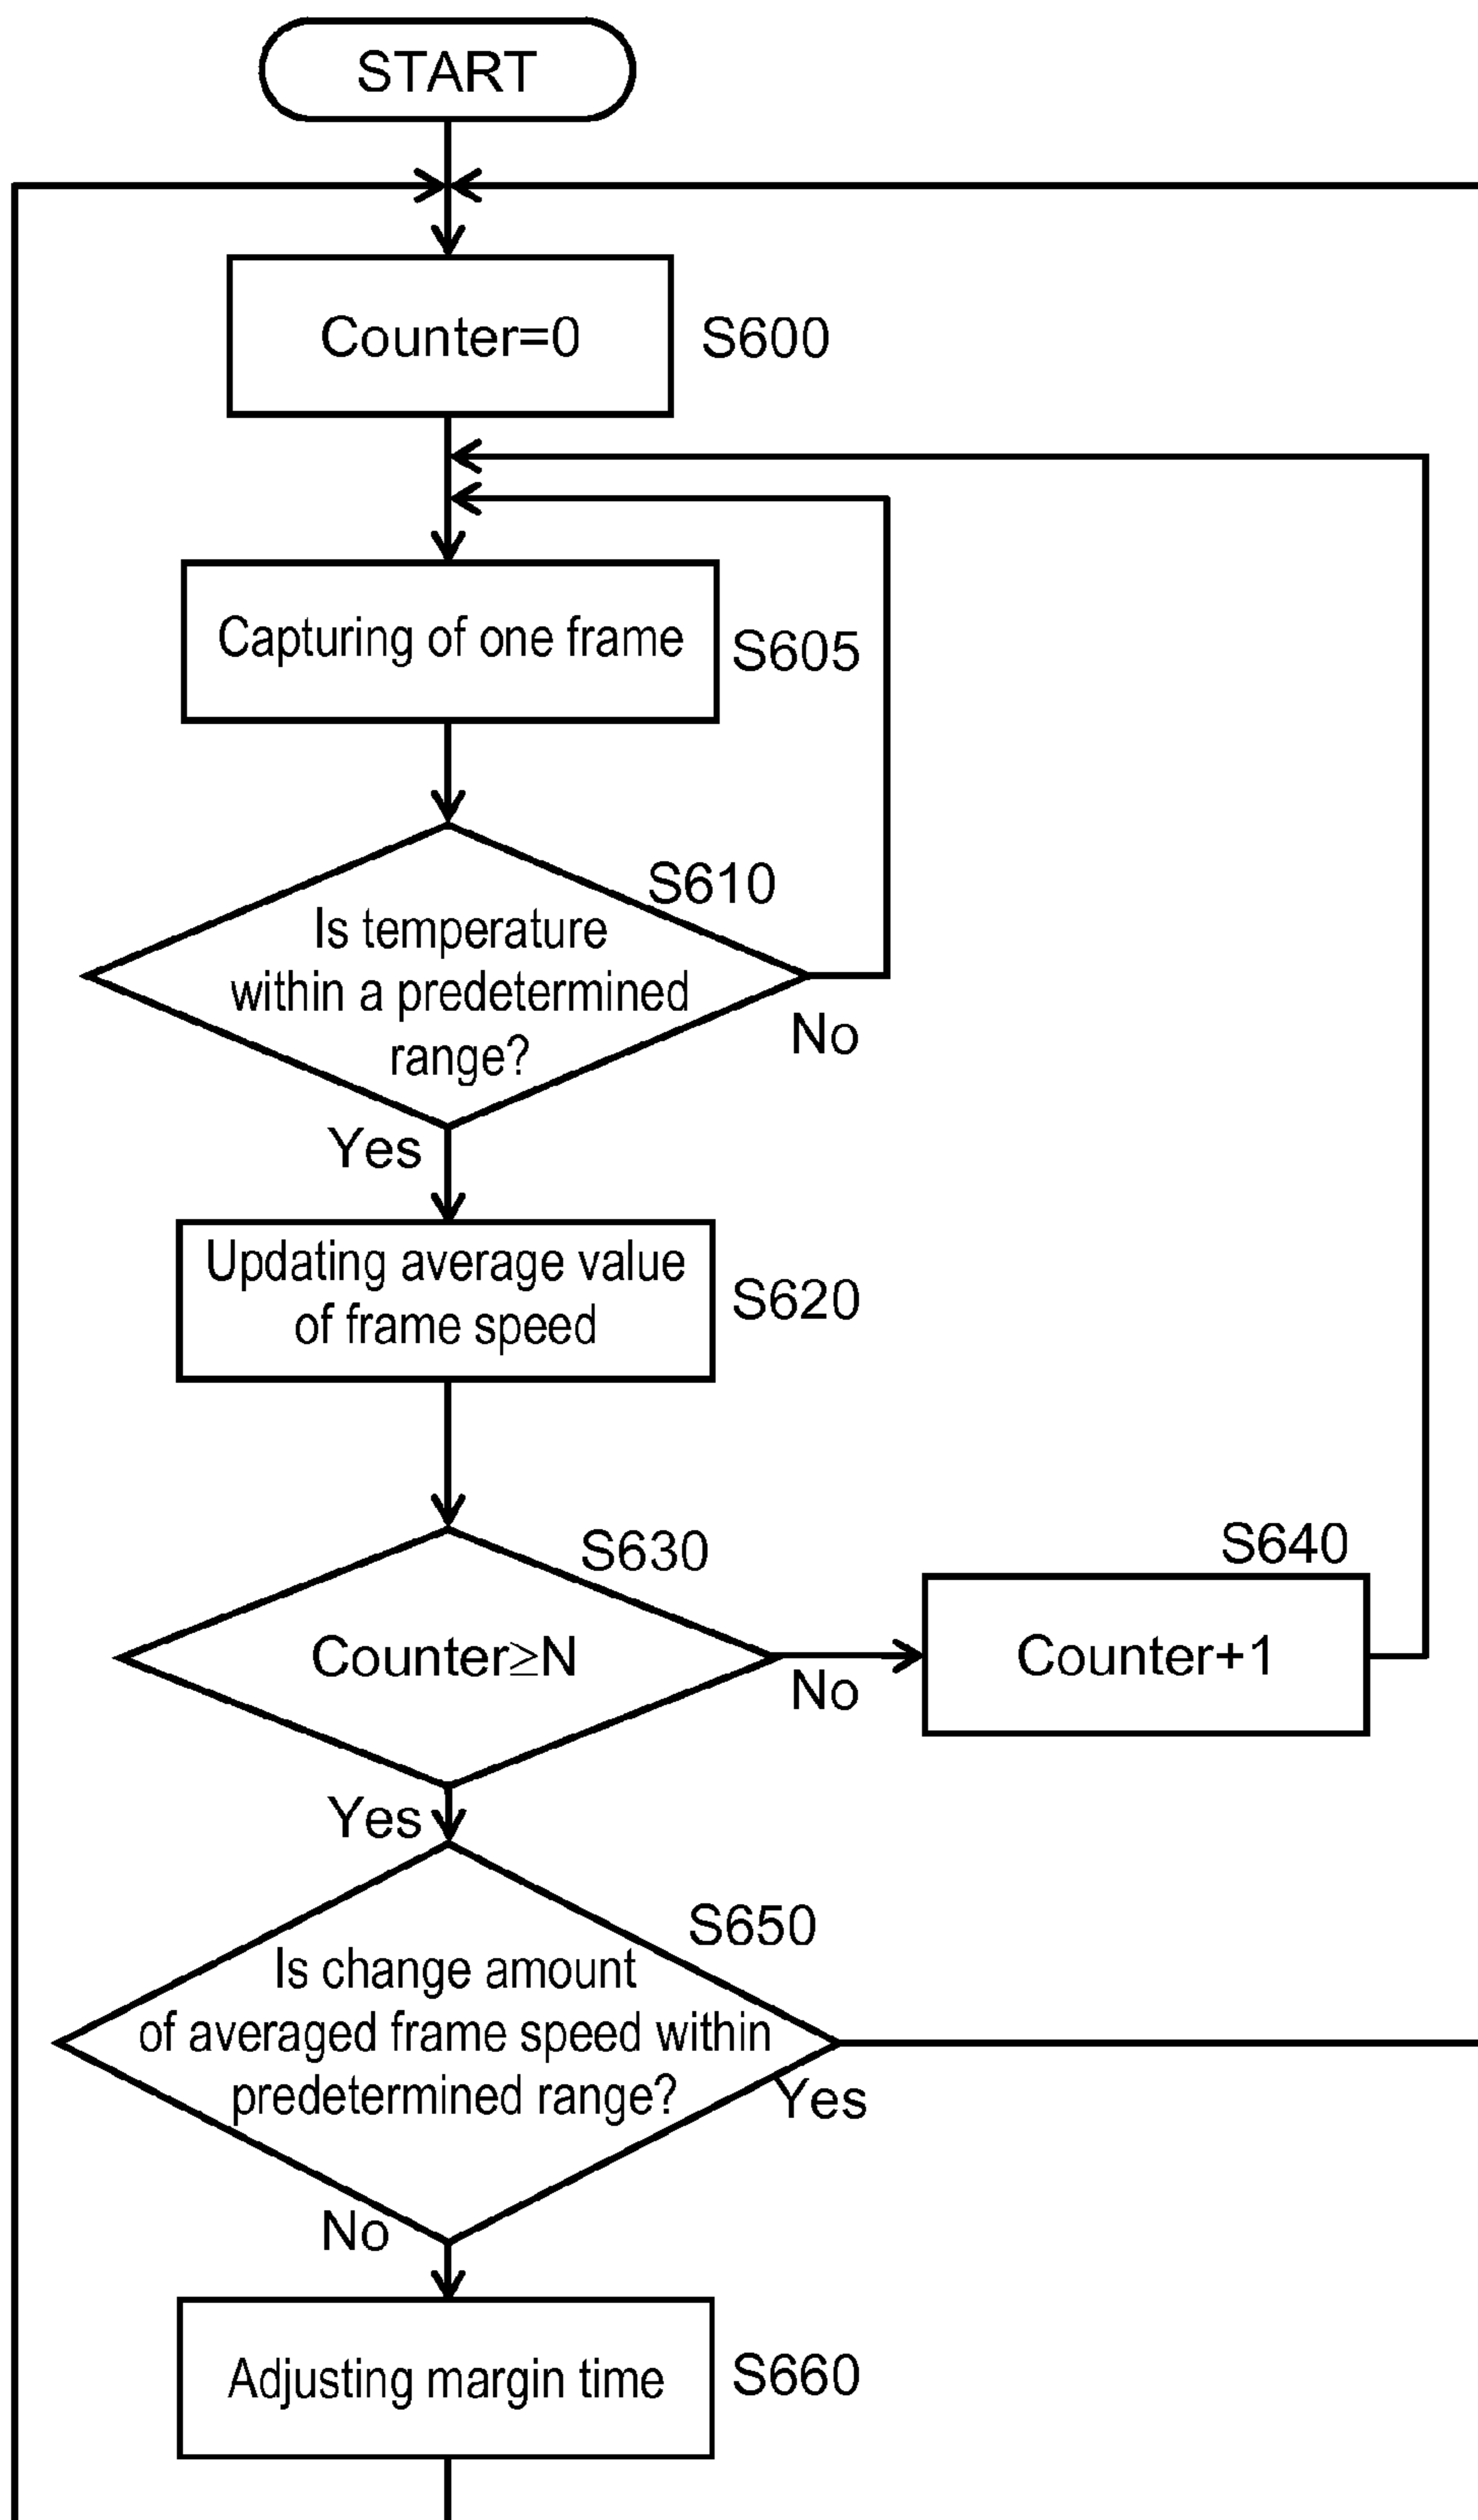 START
Counter=0
S600
Capturing of one frame
S605
S610
Is temperature
within a predetermined
range?
No
Yes
Updating average value
of frame speed
S620
S630
Counter≥N
No
S640
Counter+1
Yes
S650
Is change amount
of averaged frame speed within
predetermined range?
Yes
No
Adjusting margin time
S660